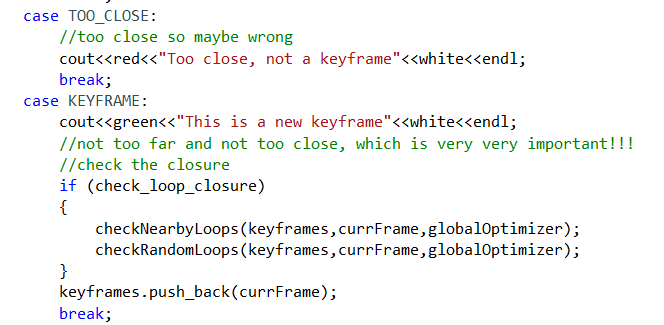 case TOO_CLOSE:
//too close so maybe wrong
cout<<red<<"Too close, not a keyframe"<<white<<endl;
break;
case KEYFRAME:
cout<<green<<"This is a new keyframe"<<white<<endl;
//not too far and not too close, which is very very important!!!
//check the closure
if (check_loop_closure)
{
checkNearbyLoops(keyframes,currFrame,globalOptimizer);
checkRandomLoops(keyframes,currFrame,globalOptimizer);
}
keyframes.push_back(currFrame);
break;